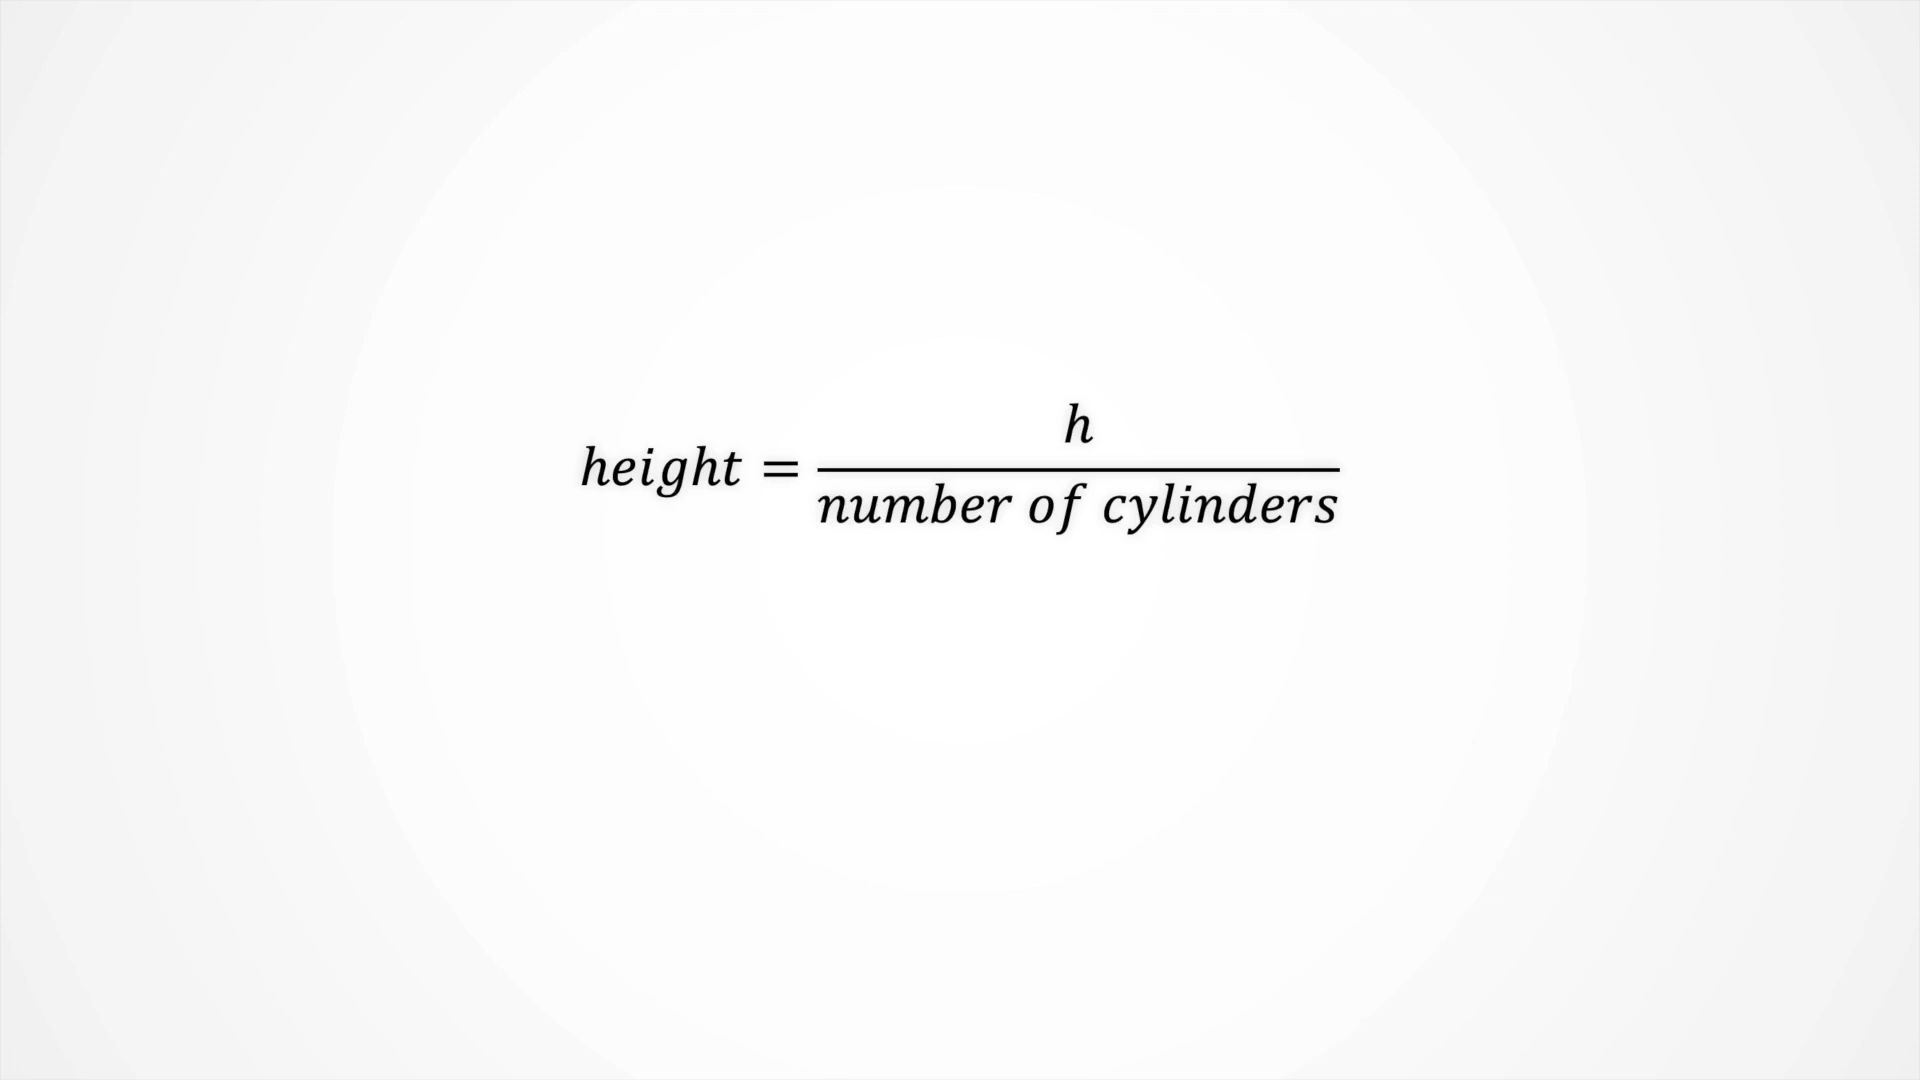 height = h / number of cylinders